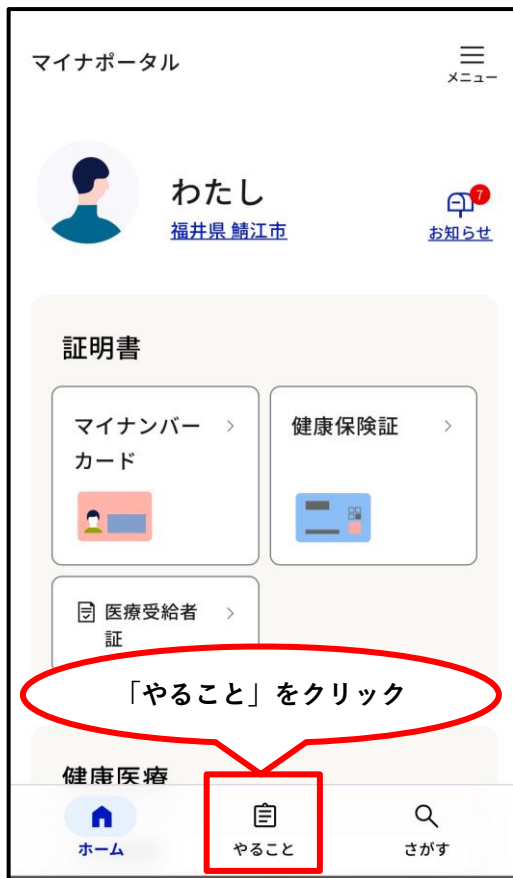 マイナポータル
メニュー
わたし
7
福井県 鯖江市
お知らせ
証明書
マイナンバー
カード
健康保険証
医療受給者
証
「やること」をクリック
健康医療
ホーム
やること
さがす